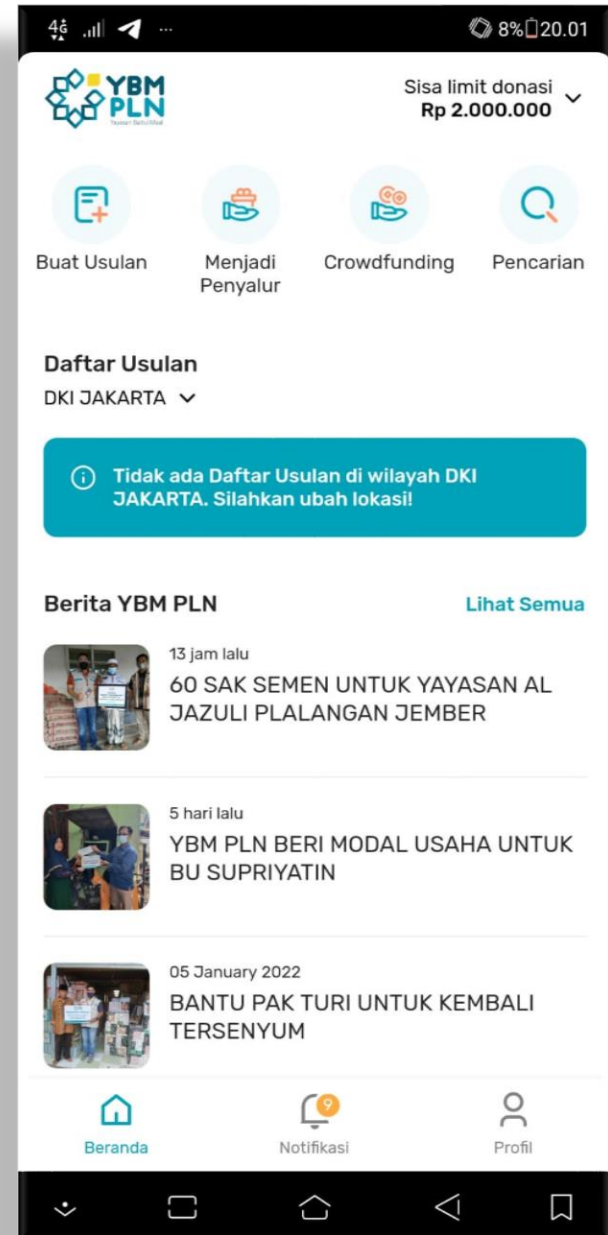 4G ... 8% 20.01
YBM
PLN
Yayasan Baitul Maal
Sisa limit donasi
Rp 2.000.000
Buat Usulan
Menjadi
Penyalur
Crowdfunding
Pencarian
Daftar Usulan
DKI JAKARTA
Tidak ada Daftar Usulan di wilayah DKI
JAKARTA. Silahkan ubah lokasi!
Berita YBM PLN
Lihat Semua
13 jam lalu
60 SAK SEMEN UNTUK YAYASAN AL
JAZULI PLALANGAN JEMBER
5 hari lalu
YBM PLN BERI MODAL USAHA UNTUK
BU SUPRIYATIN
05 January 2022
BANTU PAK TURI UNTUK KEMBALI
TERSENYUM
9
Beranda
Notifikasi
Profil